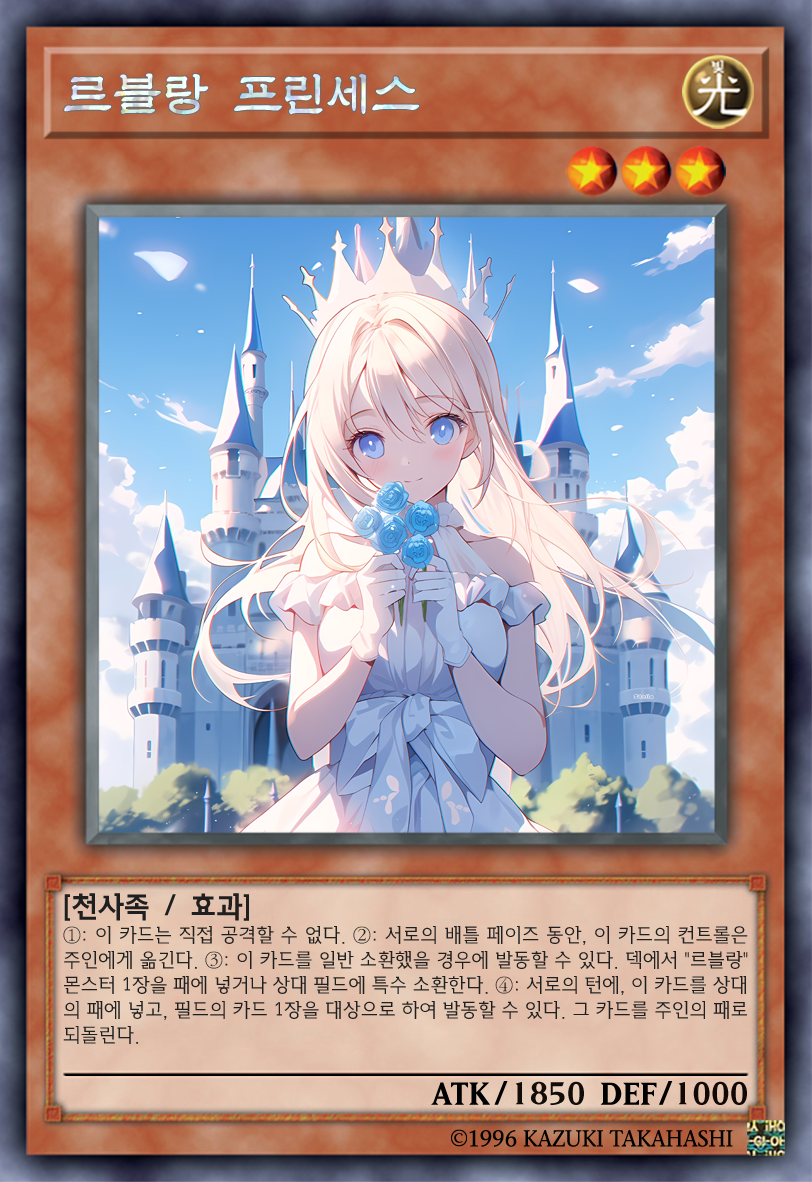 르블랑 프린세스
빛
光
[천사족 / 효과]
①: 이 카드는 직접 공격할 수 없다. ②: 서로의 배틀 페이즈 동안, 이 카드의 컨트롤은
주인에게 옮긴다. ③: 이 카드를 일반 소환했을 경우에 발동할 수 있다. 덱에서 "르블랑"
몬스터 1장을 패에 넣거나 상대 필드에 특수 소환한다. ④: 서로의 턴에, 이 카드를 상대
의 패에 넣고, 필드의 카드 1장을 대상으로 하여 발동할 수 있다. 그 카드를 주인의 패로
되돌린다.
ATK/1850 DEF/1000
©1996 KAZUKI TAKAHASHI